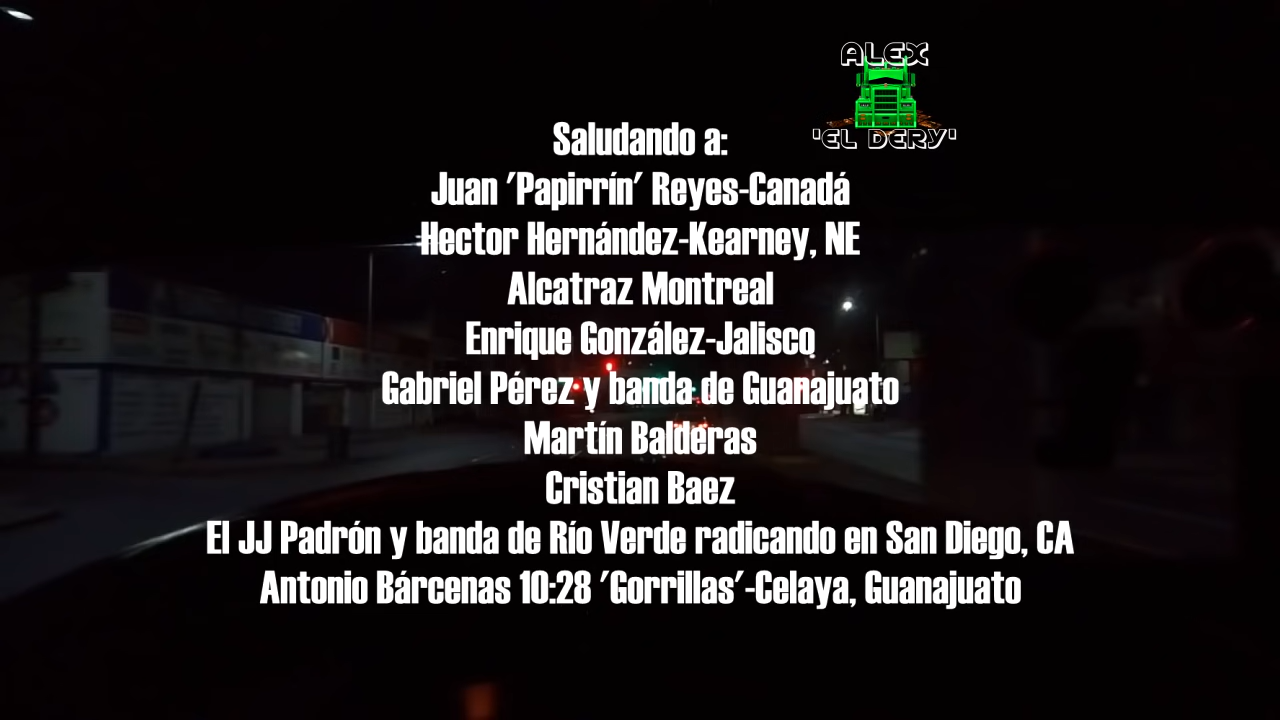 ALEX
'EL DERY'
Saludando a:
Juan 'Papirrín' Reyes-Canadá
Hector Hernández-Kearney, NE
Alcatraz Montreal
Enrique González-Jalisco
Gabriel Pérez y banda de Guanajuato
Martín Balderas
Cristian Baez
El JJ Padrón y banda de Río Verde radicando en San Diego, CA
Antonio Bárcenas 10:28 'Gorrillas'-Celaya, Guanajuato